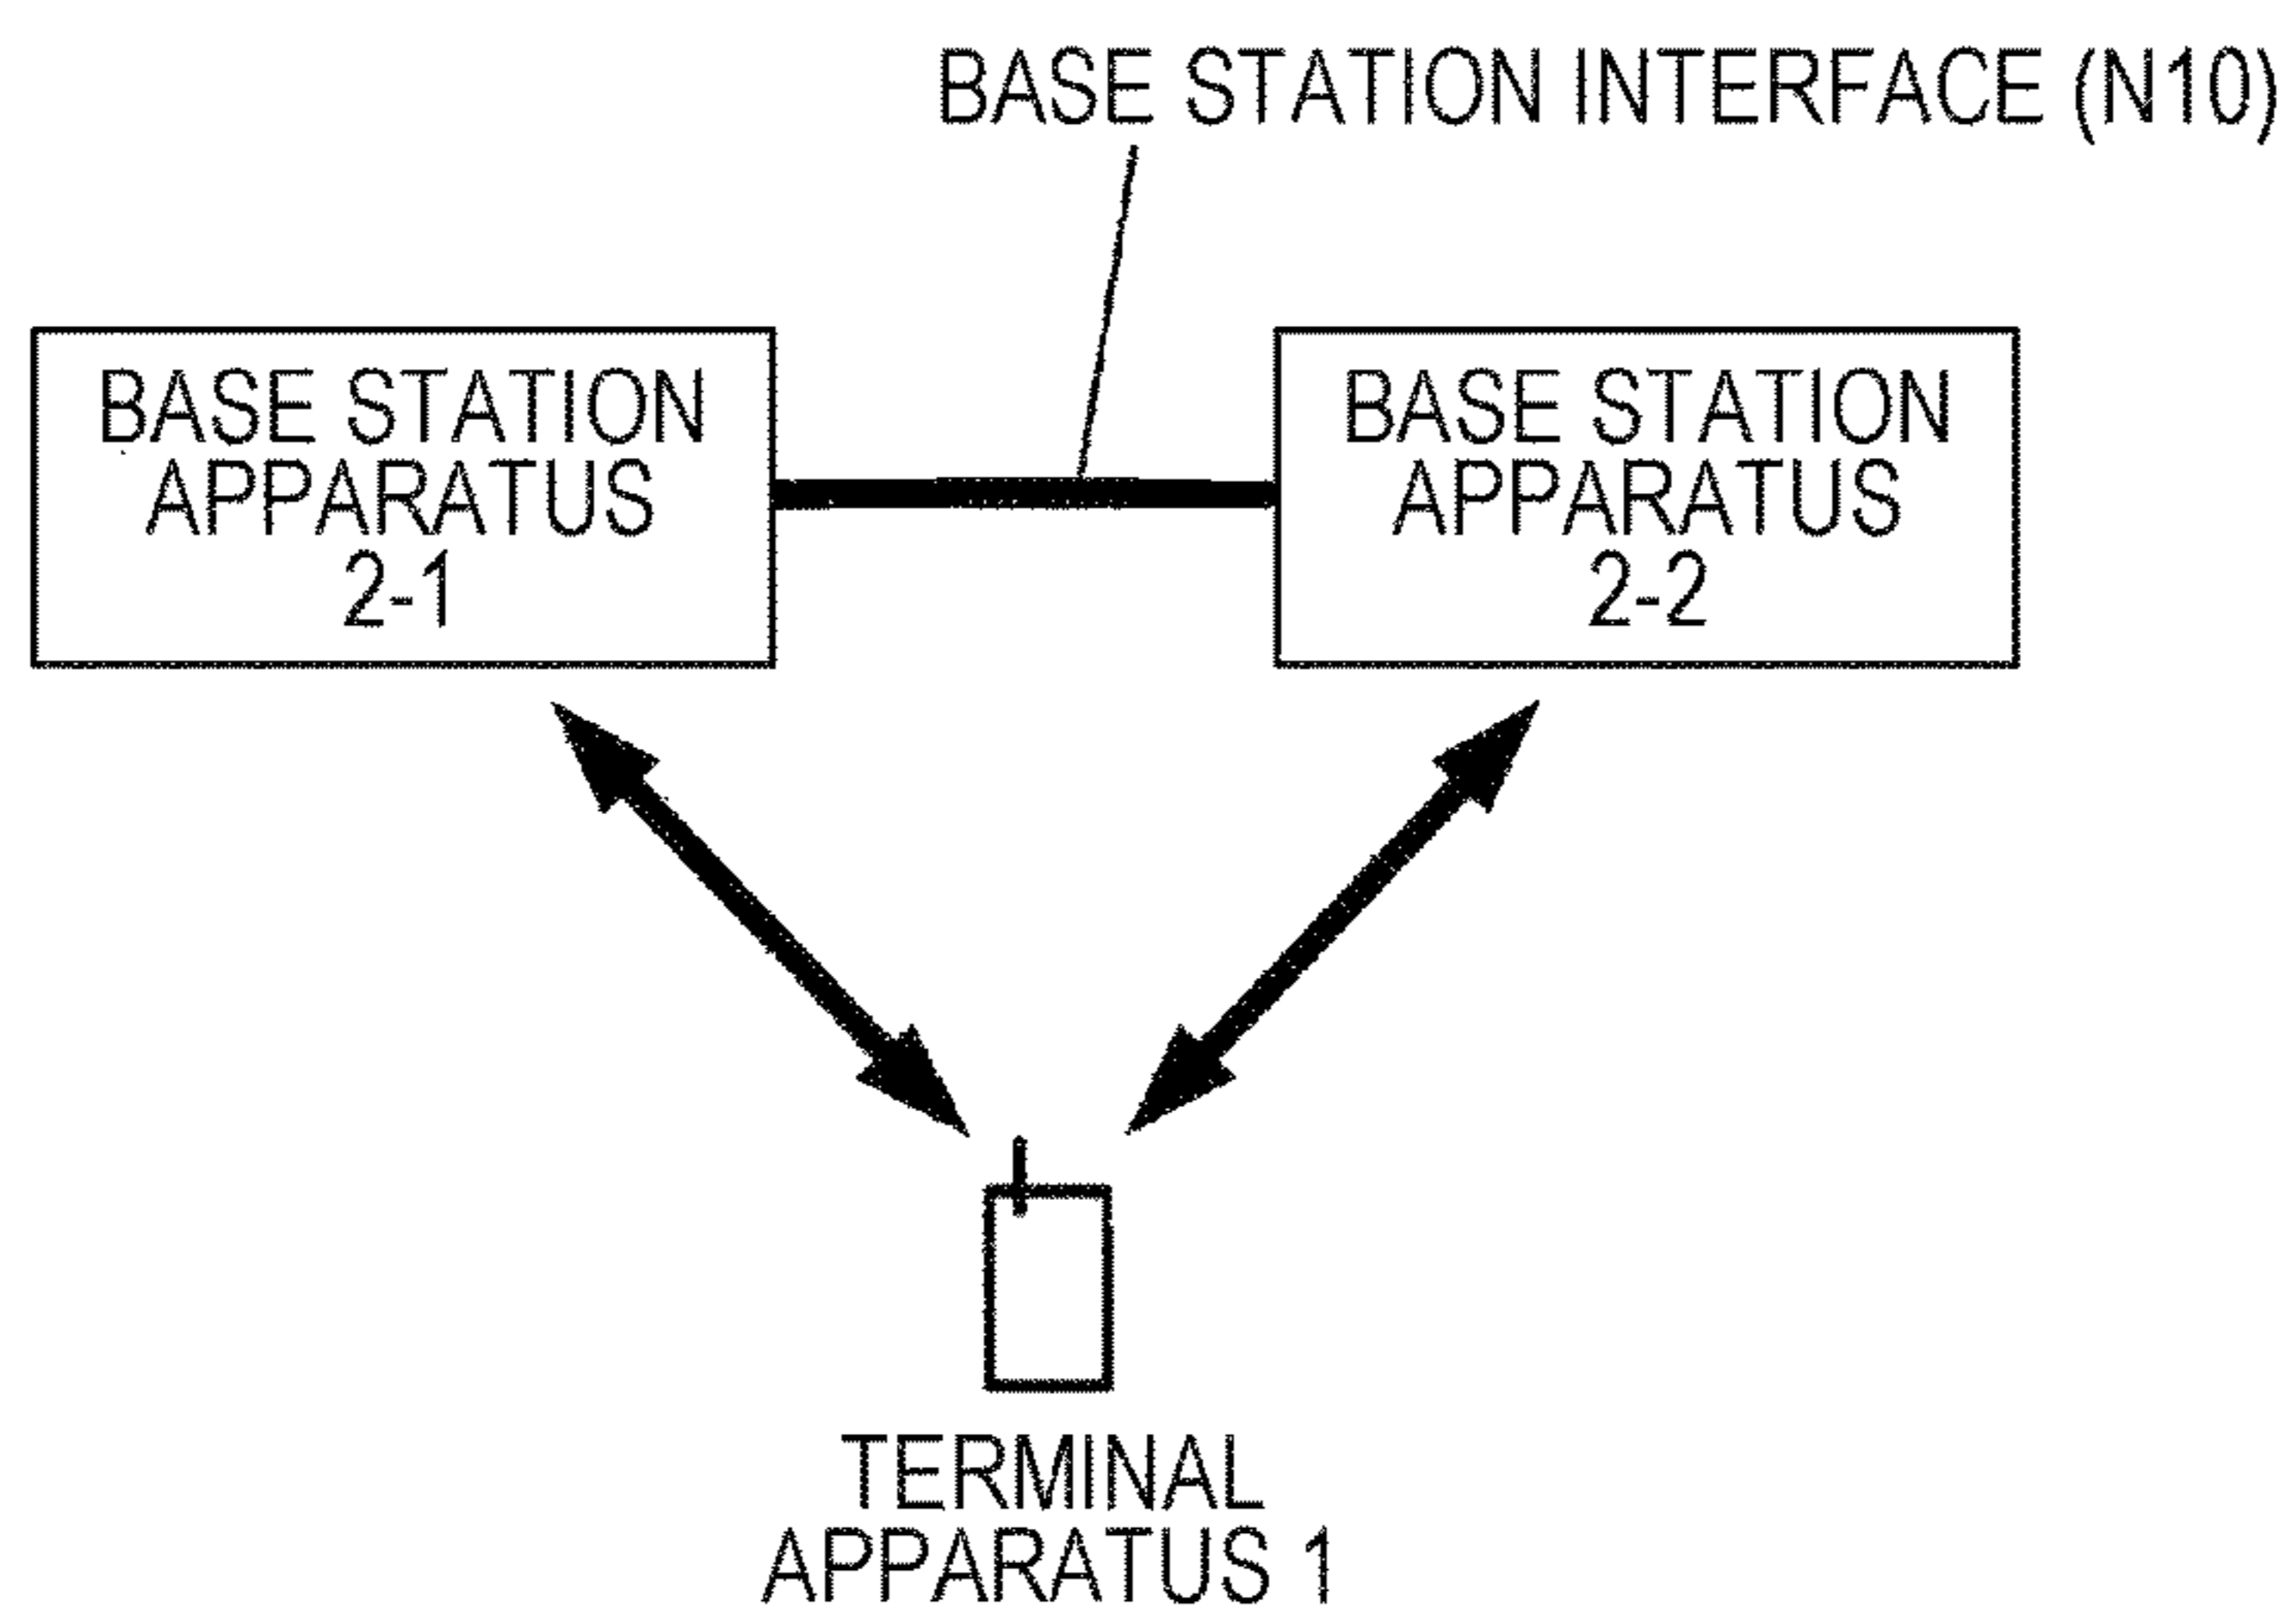 BASE STATION INTERFACE (N10)
BASE STATION
APPARATUS
2-1
BASE STATION
APPARATUS
2-2
TERMINAL
APPARATUS 1